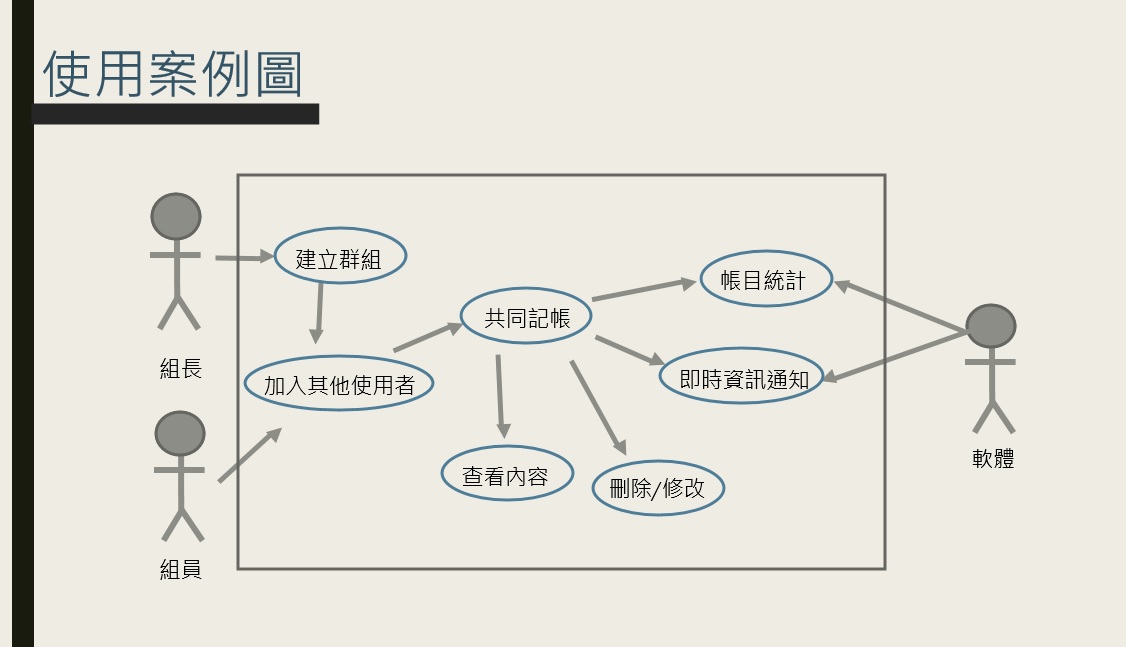 使用案例圖
組長
組員
建立群組
加入其他使用者
共同記帳
查看內容
刪除/修改
帳目統計
即時資訊通知
軟體